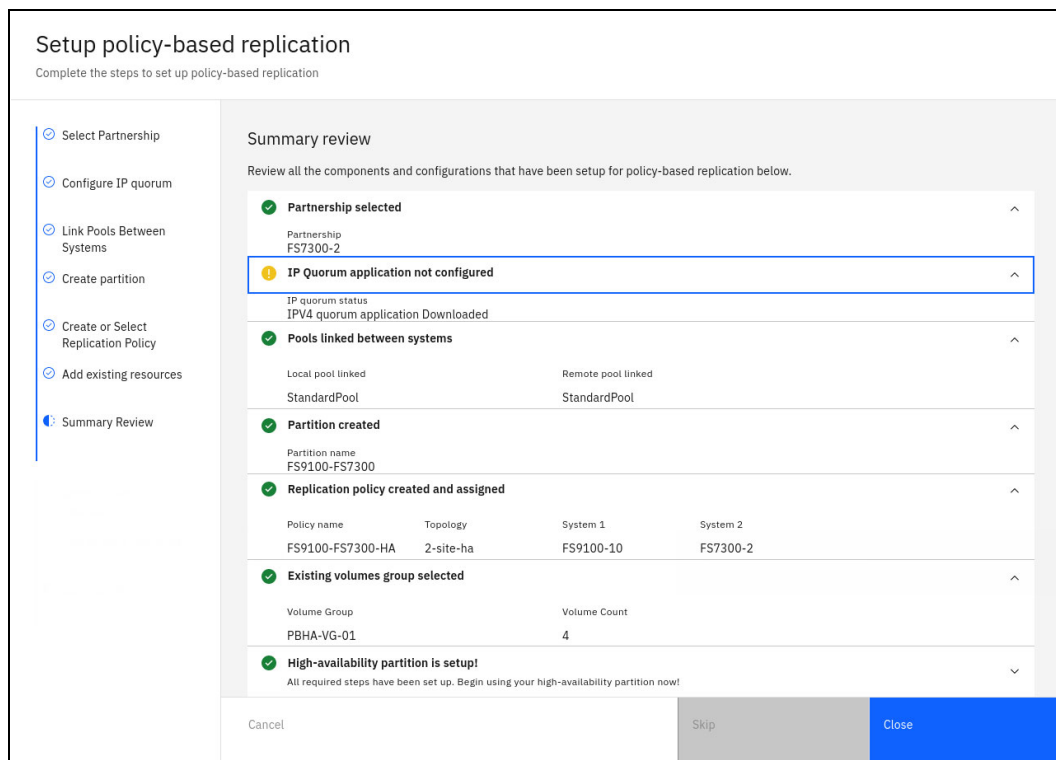 Setup policy-based replication
Complete the steps to set up policy-based replication
Select Partnership
Configure IP quorum
Link Pools Between
Systems
Create partition
Create or Select
Replication Policy
Add existing resources
Summary Review
Summary review
Review all the components and configurations that have been setup for policy-based replication below.
Partnership selected
Partnership
FS7300-2
IP Quorum application not configured
IP quorum status
IPV4 quorum application Downloaded
Pools linked between systems
Local pool linked Remote pool linked
StandardPool StandardPool
Partition created
Partition name
FS9100-FS7300
Replication policy created and assigned
Policy name Topology System 1 System 2
FS9100-FS7300-HA 2-site-ha FS9100-10 FS7300-2
Existing volumes group selected
Volume Group Volume Count
PBHA-VG-01 4
High-availability partition is setup!
All required steps have been set up. Begin using your high-availability partition now!
Cancel Skip Close